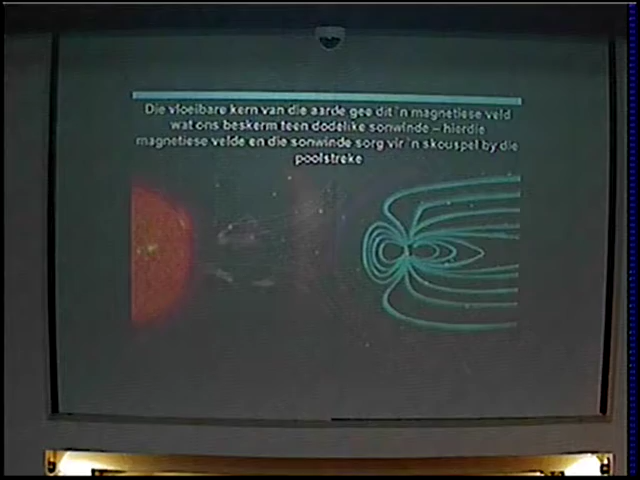 Die vloeibare kern van die aarde gee dit 'n magnetiese veld
wat ons beskerm teen dodelike sonwinde – hierdie
magnetiese velde en die sonwinde sorg vir 'n skouspel by die
poolstreke